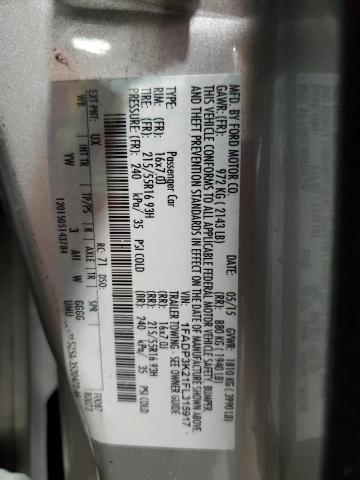 MFD. BY FORD MOTOR CO.
05/15 GVWR: 1810 KG ( 3990 LB)
GAWR: (FR): 972 KG ( 2143 LB) (RR): 880 KG ( 1940 LB)
THIS VEHICLE CONFORMS TO ALL APPLICABLE FEDERAL MOTOR VEHICLE SAFETY, BUMPER,
AND THEFT PREVENTION STANDARDS IN EFFECT ON THE DATE OF MANUFACTURE SHOWN ABOVE.
VIN: 1FADP3K21FL315917
TYPE: Passenger Car
TRAILER TOWING - SEE OWNER GUIDE
RIM: (FR): 16x7.0J (RR): 16x7.0J
TIRE: (FR): 215/55R16 93H (RR): 215/55R16 93H
PRESSURE (FR): 240 kPa/ 35 PSI COLD (RR): 240 kPa/ 35 PSI COLD
EXT PNT: UX RC: 71 DSO:
WB INT TR TP/PS R AXLE TR SPR
YW 3 All W GGGG
1201505143784 UMU